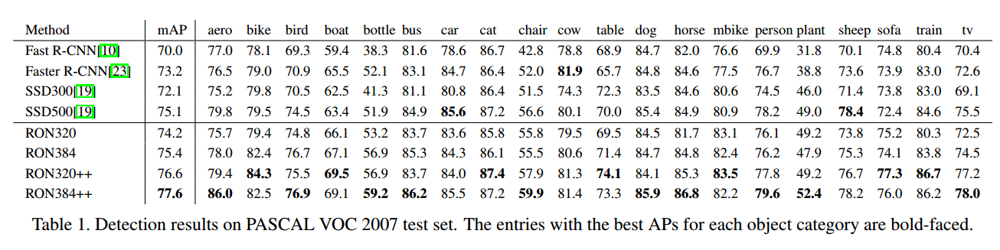 Method mAP aero bike bird boat bottle bus car cat chair cow table dog horse mbike person plant sheep sofa train tv
Fast R-CNN[10] 70.0 77.0 78.1 69.3 59.4 38.3 81.6 78.6 86.7 42.8 78.8 68.9 84.7 82.0 76.6 69.9 31.8 70.1 74.8 80.4 70.4
Faster R-CNN[23] 73.2 76.5 79.0 70.9 65.5 52.1 83.1 84.7 86.4 52.0 81.9 65.7 84.8 84.6 77.5 76.7 38.8 73.6 73.9 83.0 72.6
SSD300[19] 72.1 75.2 79.8 70.5 62.5 41.3 81.1 80.8 86.4 51.5 74.3 72.3 83.5 84.6 80.6 74.5 46.0 71.4 73.8 83.0 69.1
SSD500[19] 75.1 79.8 79.5 74.5 63.4 51.9 84.9 85.6 87.2 56.6 80.1 70.0 85.4 84.9 80.9 78.2 49.0 78.4 72.4 84.6 75.5
RON320 74.2 75.7 79.4 74.8 66.1 53.2 83.7 83.6 85.8 55.8 79.5 69.5 84.5 81.7 83.1 76.1 49.2 73.8 75.2 80.3 72.5
RON384 75.4 78.0 82.4 76.7 67.1 56.9 85.3 84.3 86.1 55.5 80.6 71.4 84.7 84.8 82.4 76.2 47.9 75.3 74.1 83.8 74.5
RON320++ 76.6 79.4 84.3 75.5 69.5 56.9 83.7 84.0 87.4 57.9 81.3 74.1 84.1 85.3 83.5 77.8 49.2 76.7 77.3 86.7 77.2
RON384++ 77.6 86.0 82.5 76.9 69.1 59.2 86.2 85.5 87.2 59.9 81.4 73.3 85.9 86.8 82.2 79.6 52.4 78.2 76.0 86.2 78.0
Table 1. Detection results on PASCAL VOC 2007 test set. The entries with the best APs for each object category are bold-faced.